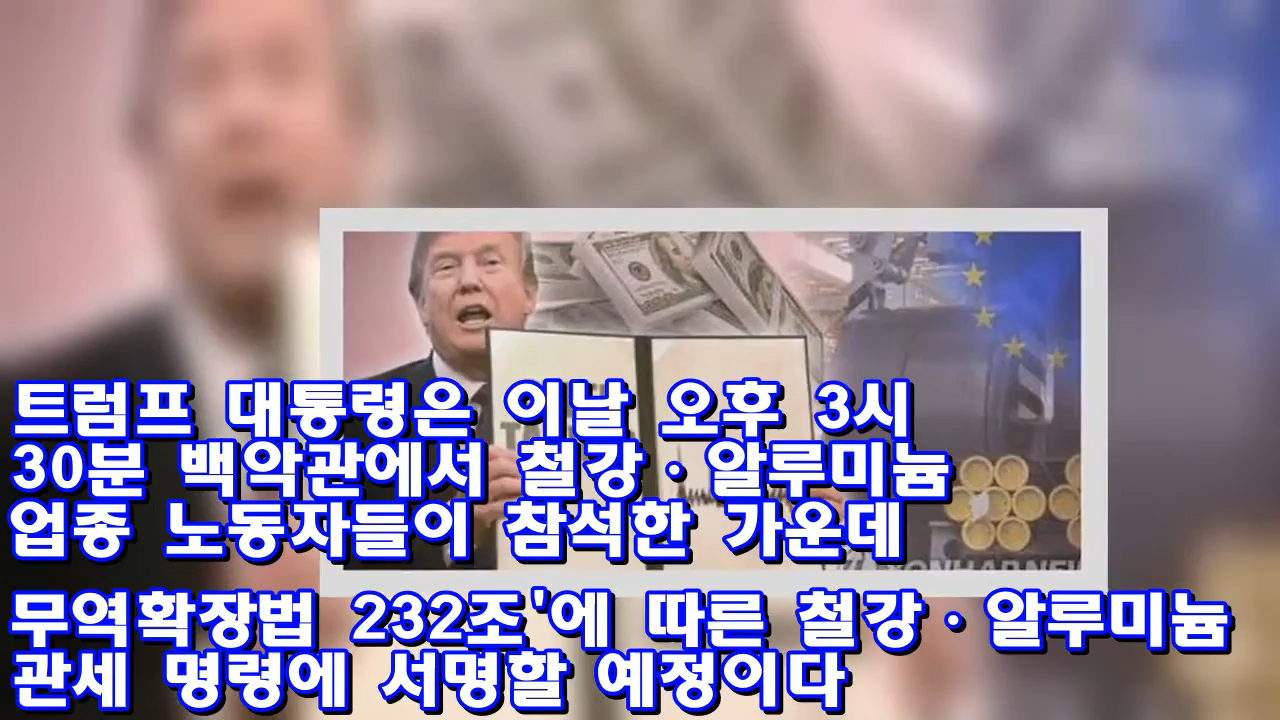 트럼프 대통령은 이날 오후 3시
30분 백악관에서 철강·알루미늄
업종 노동자들이 참석한 가운데
무역확장법 232조'에 따른 철강·알루미늄
관세 명령에 서명할 예정이다